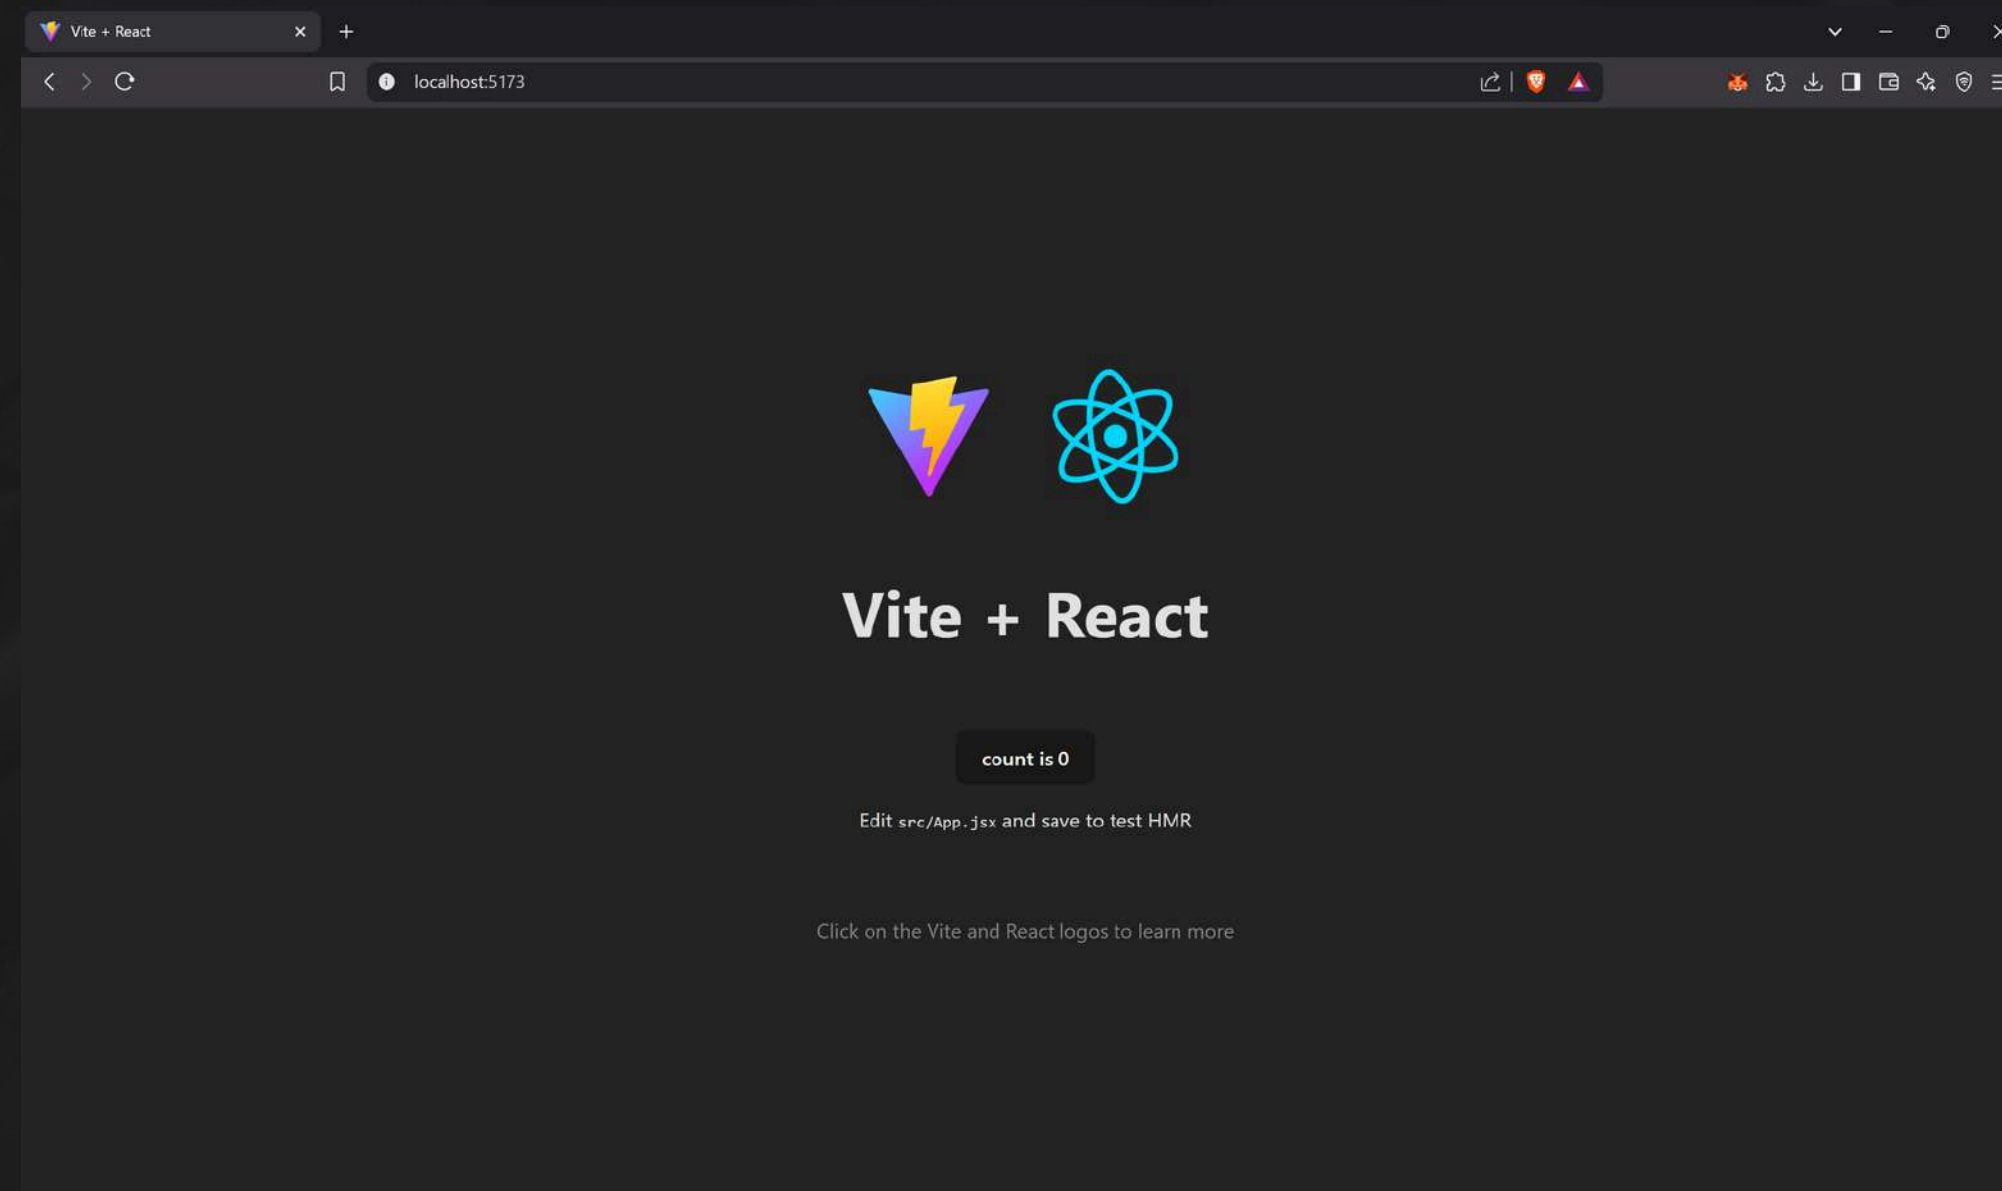 Vite + React
localhost:5173
Vite + React
count is 0
Edit src/App.jsx and save to test HMR
Click on the Vite and React logos to learn more